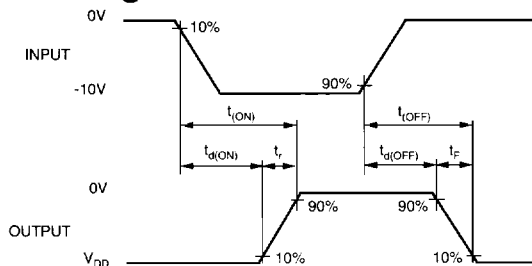 0V
10%
INPUT
-10V
90%
t(ON)
t(OFF)
td(ON)
tr
td(OFF)
tF
0V
90%
90%
OUTPUT
VDD
10%
10%